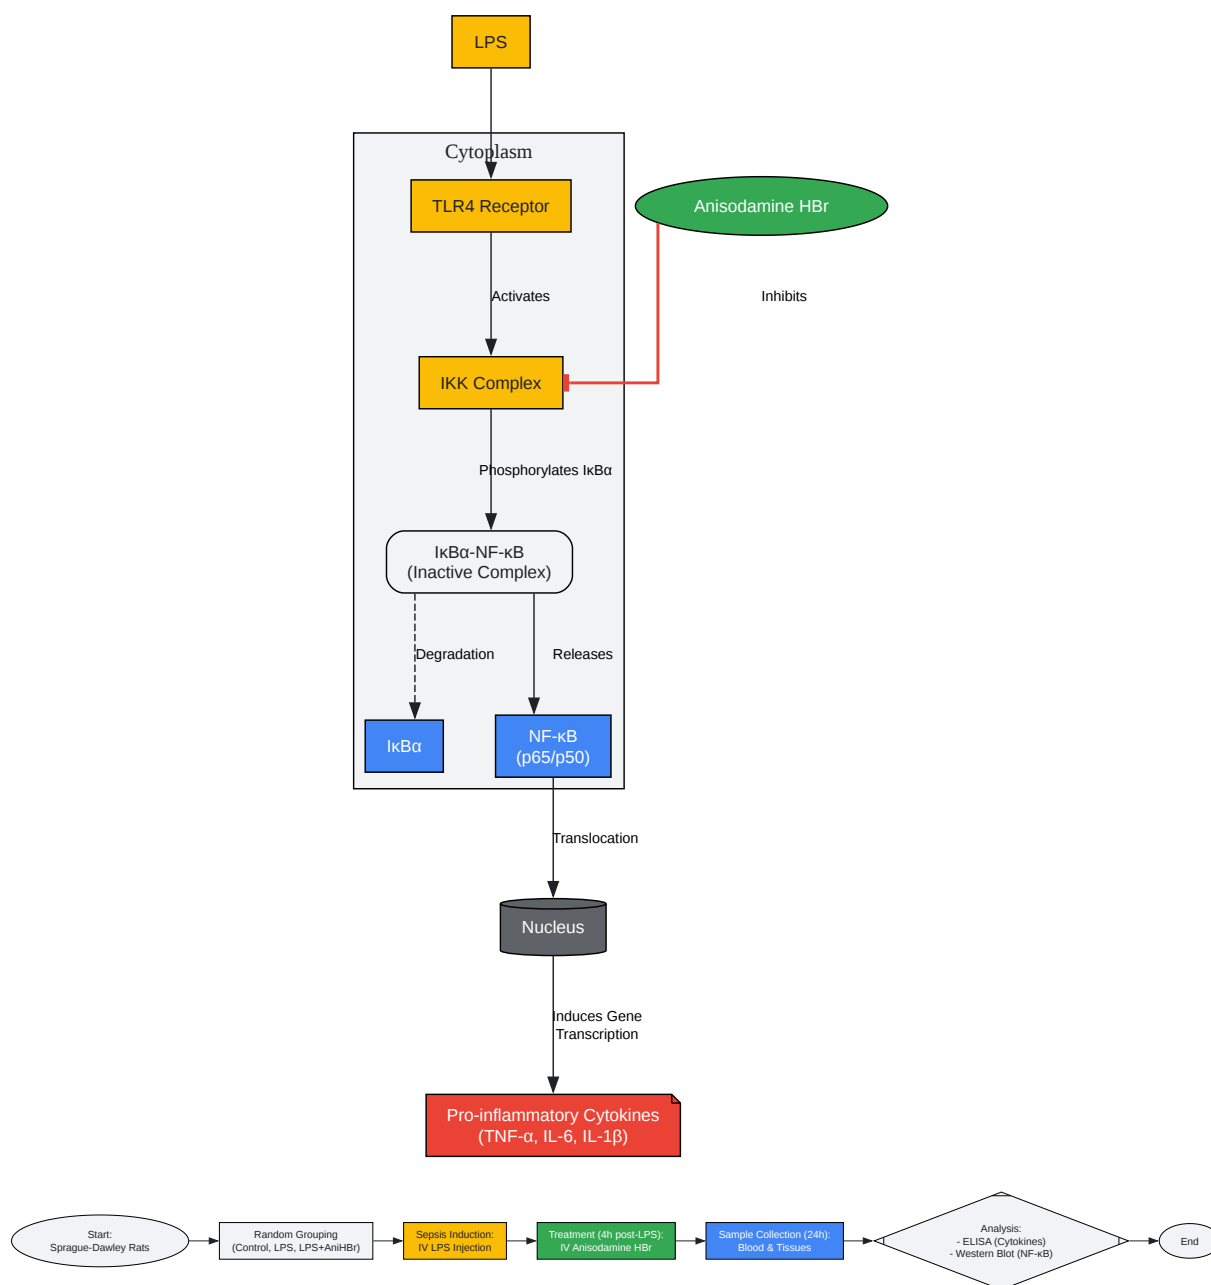 LPS
Cytoplasm
TLR4 Receptor
Anisodamine HBr
Activates
Inhibits
IKK Complex
Phosphorylates IκBα
IκBα-NF-κB
(Inactive Complex)
Degradation
Releases
IκBα
NF-κB
(p65/p50)
Translocation
Nucleus
Induces Gene
Transcription
Pro-inflammatory Cytokines
(TNF-α, IL-6, IL-1β)
Start:
Sprague-Dawley Rats
Random Grouping
(Control, LPS, LPS+AniHBr)
Sepsis Induction:
IV LPS Injection
Treatment (4h post-LPS):
IV Anisodamine HBr
Sample Collection (24h):
Blood & Tissues
Analysis:
- ELISA (Cytokines)
- Western Blot (NF-κB)
End